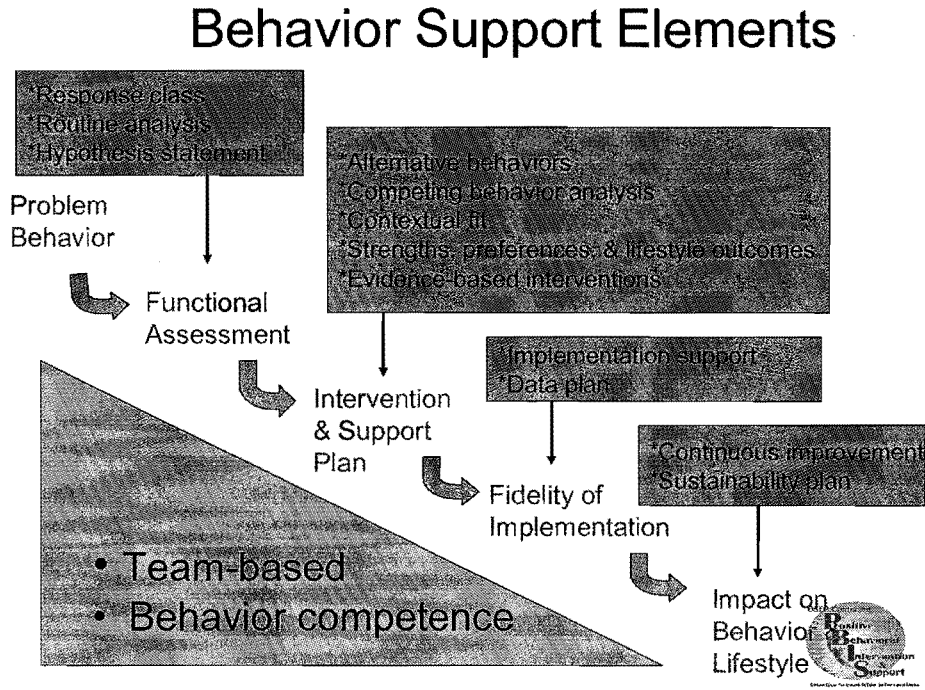 Behavior Support Elements
*Response class
*Routine analysis
*Hypothesis statement
Problem
Behavior
*Alternative behaviors
*Competing behavior analysis
*Contextual fit
*Strengths, preferences, & lifestyle outcomes
*Evidence-based interventions
Functional
Assessment
*Implementation support
*Data plan
Intervention
& Support
Plan
*Continuous improvement
*Sustainability plan
Fidelity of
Implementation
• Team-based
• Behavior competence
Impact on
Behavior
Lifestyle
Positive
Behavioral
Intervention
& Support